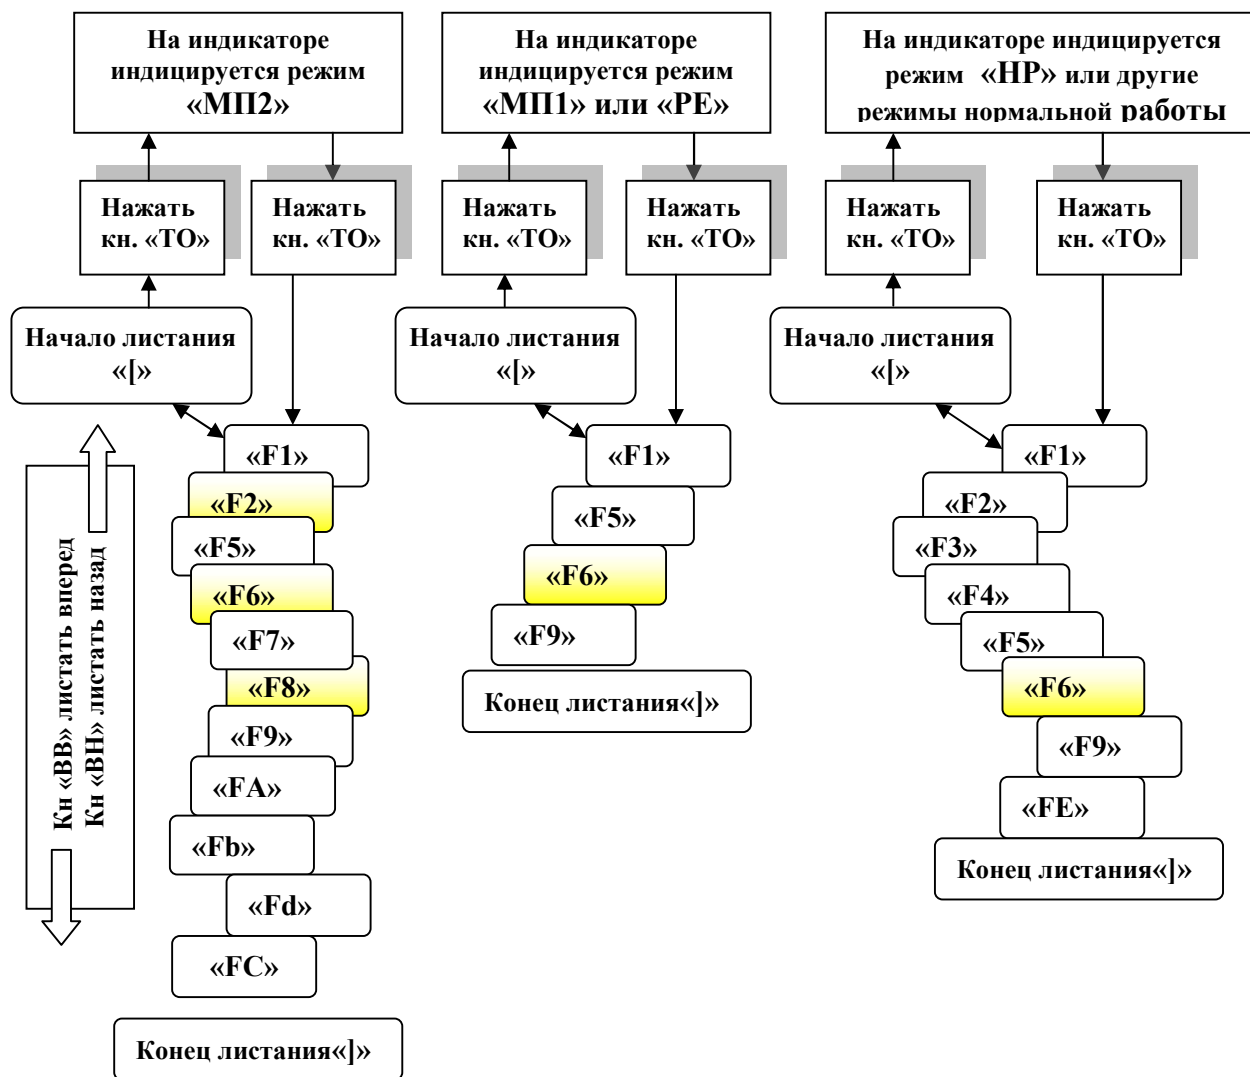 На индикаторе
индицируется режим
«МП2»
Нажать
кн. «ТО»
Нажать
кн. «ТО»
Начало листания
«[»
«F1»
«F2»
«F5»
«F6»
«F7»
«F8»
«F9»
«FA»
«Fb»
«Fd»
«FC»
Конец листания«]»
Кн «ВВ» листать вперед
Кн «ВН» листать назад
На индикаторе
индицируется режим
«МП1» или «РЕ»
Нажать
кн. «ТО»
Нажать
кн. «ТО»
Начало листания
«[»
«F1»
«F5»
«F6»
«F9»
Конец листания«]»
На индикаторе индицируется
режим «НР» или другие
режимы нормальной работы
Нажать
кн. «ТО»
Нажать
кн. «ТО»
Начало листания
«[»
«F1»
«F2»
«F3»
«F4»
«F5»
«F6»
«F9»
«FE»
Конец листания«]»